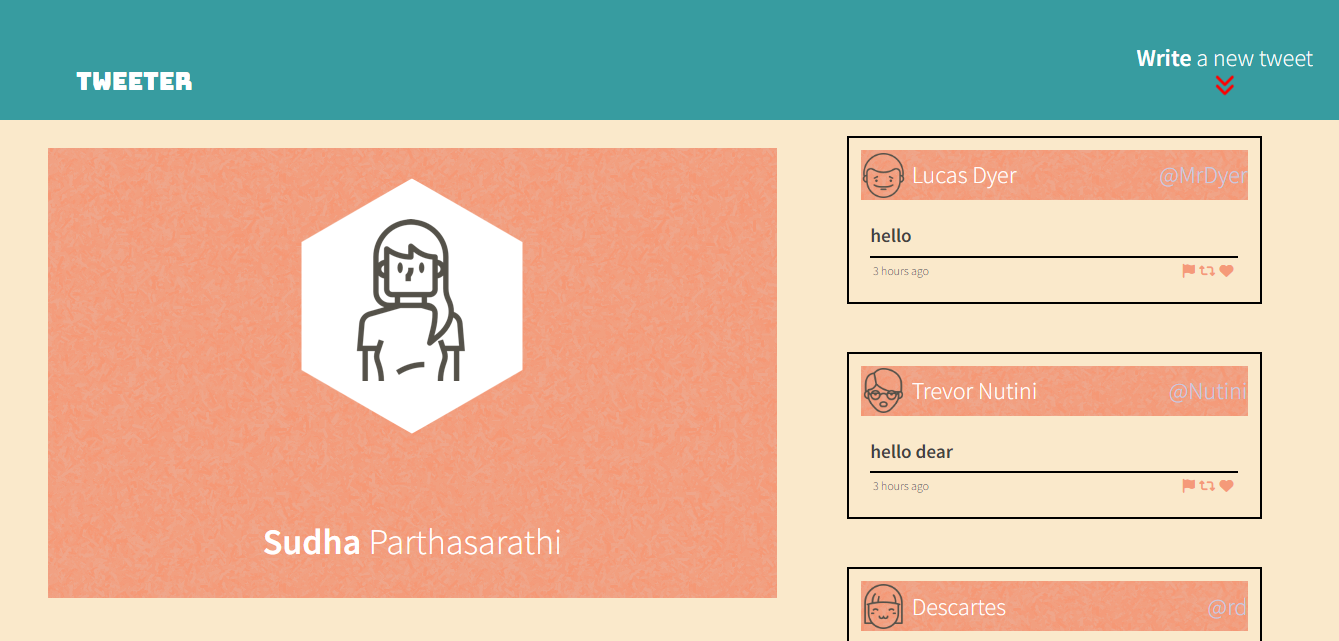 TWEETER
Write a new tweet
Sudha Parthasarathi
Lucas Dyer @MrDyer
hello
3 hours ago
Trevor Nutini @Nutini
hello dear
3 hours ago
Descartes @rd